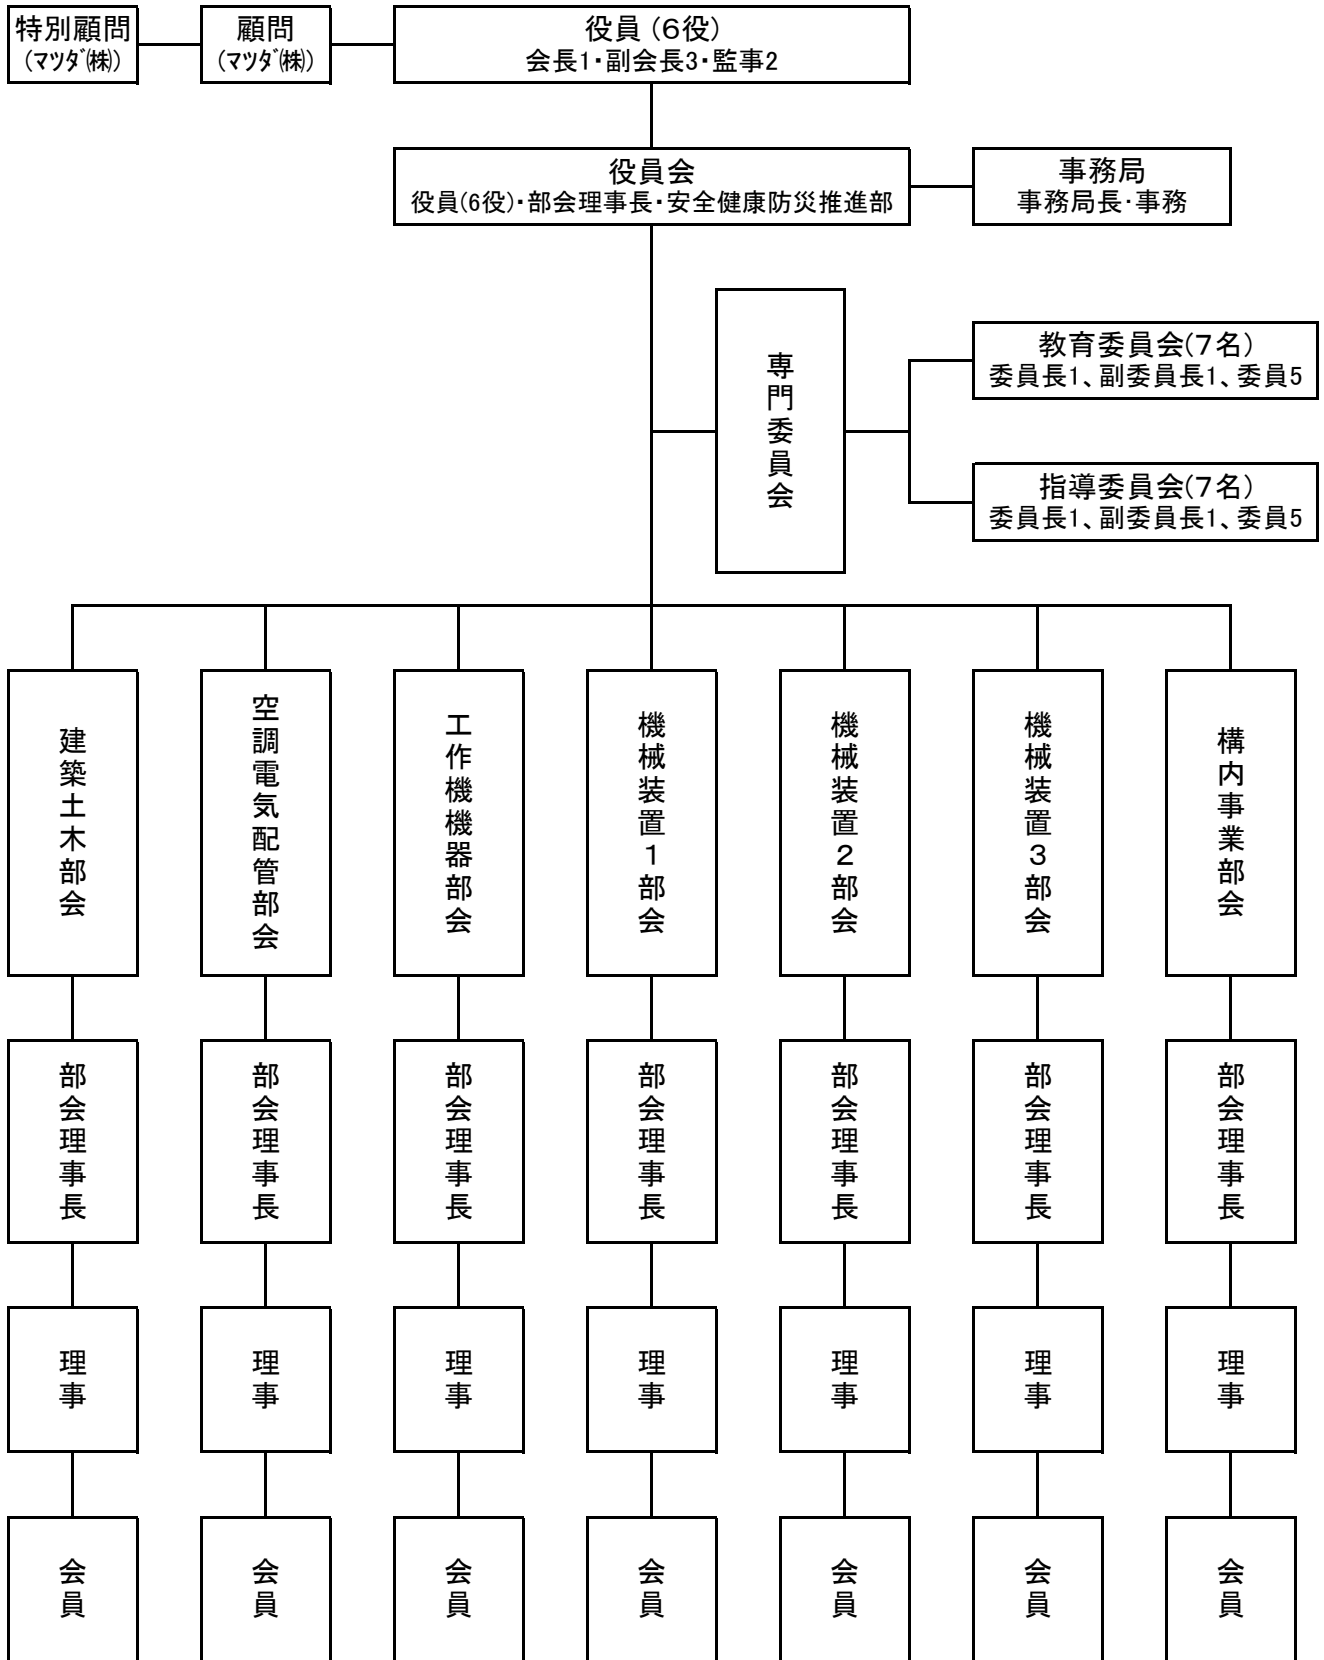 特別顧問
(ﾏﾂﾀﾞ㈱)
顧問
(ﾏﾂﾀﾞ㈱)
役員 (6役)
会長1・副会長3・監事2
役員会
役員(6役)・部会理事長・安全健康防災推進部
事務局
事務局長・事務
専門委員会
教育委員会(7名)
委員長1、副委員長1、委員5
指導委員会(7名)
委員長1、副委員長1、委員5
建築土木部会
空調電気配管部会
工作機機器部会
機械装置1部会
機械装置2部会
機械装置3部会
構内事業部会
部会理事長
部会理事長
部会理事長
部会理事長
部会理事長
部会理事長
部会理事長
理事
理事
理事
理事
理事
理事
理事
会員
会員
会員
会員
会員
会員
会員